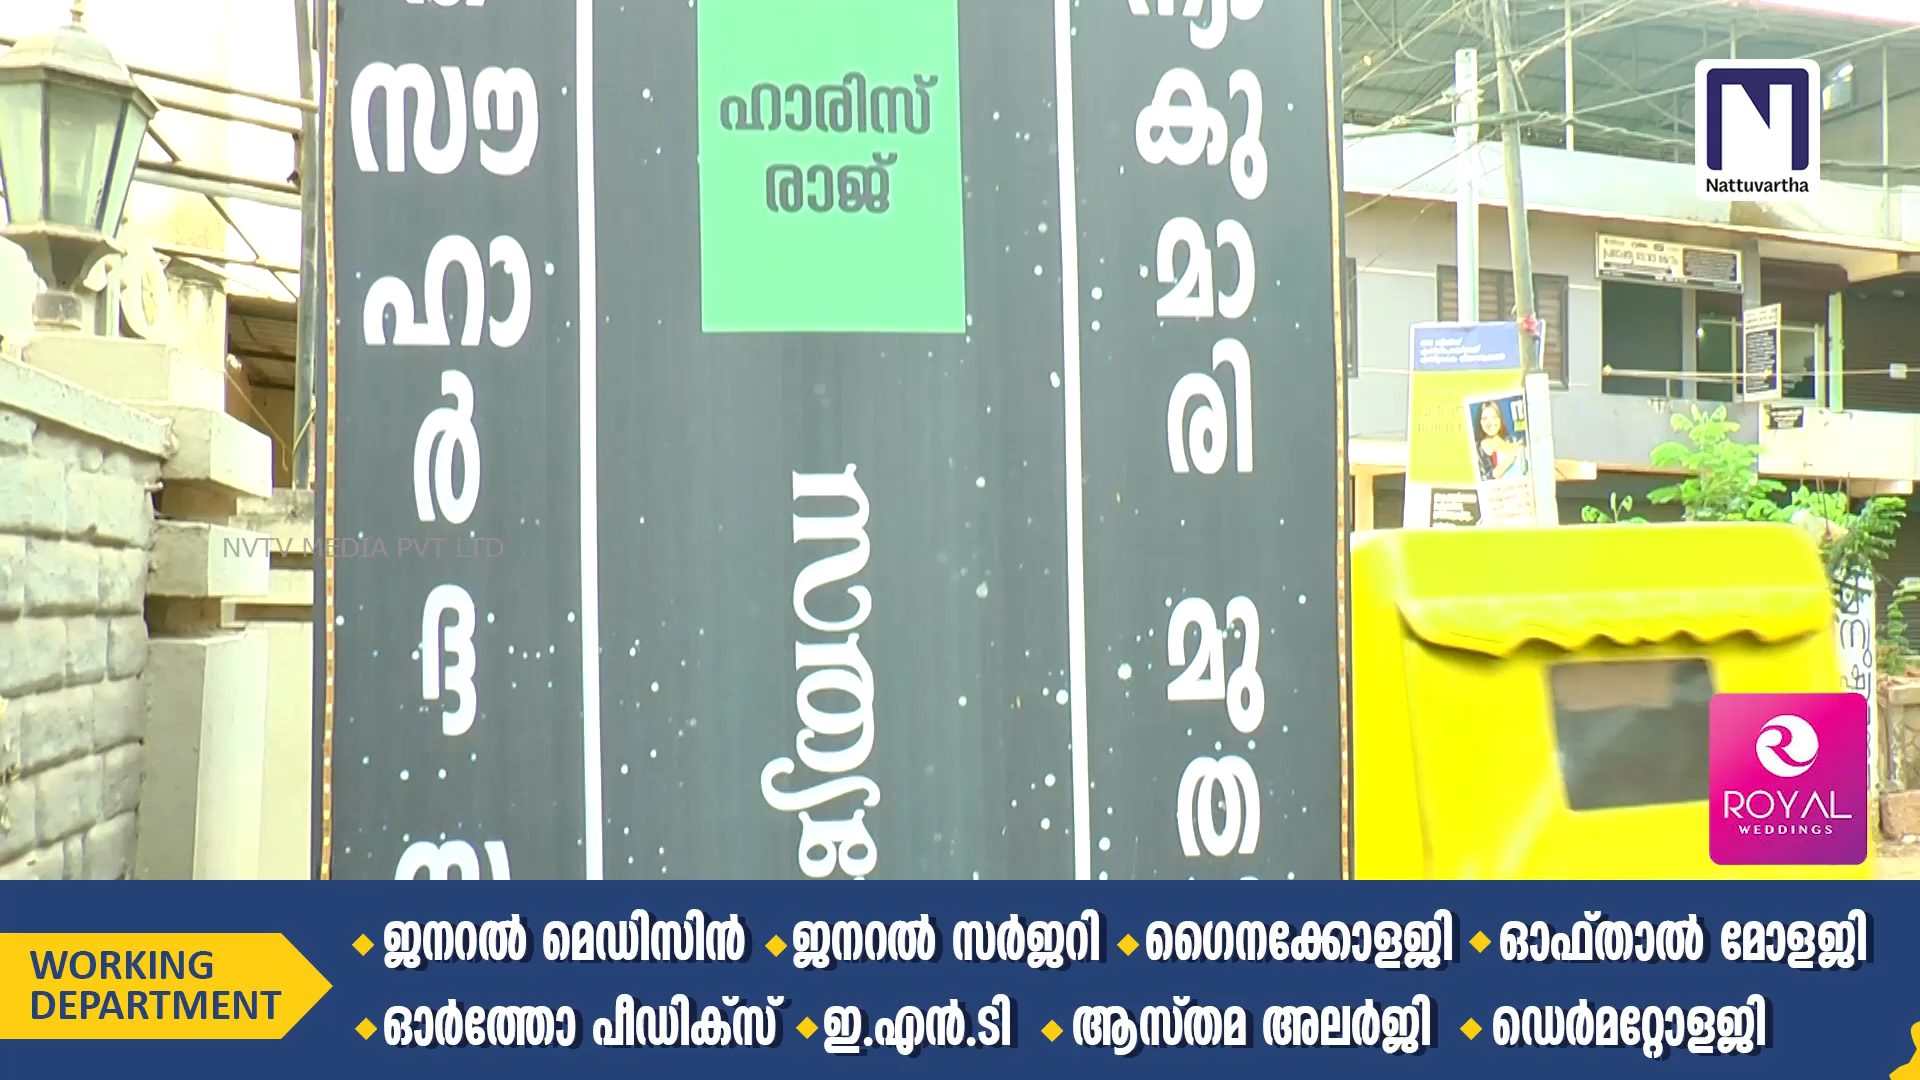 സൗഹാർദ്ദ
ഹാരിസ്
രാജ്
കുമാരി മുത
N
Nattuvartha
NVTV MEDIA PVT LTD
ROYAL
WEDDINGS
WORKING
DEPARTMENT
ജനറൽ മെഡിസിൻ ജനറൽ സർജറി ഗൈനക്കോളജി ഓഫ്താൽ മോളജി
ഓർത്തോ പീഡിക്സ് ഇ.എൻ.ടി ആസ്തമ അലർജി ഡെർമറ്റോളജി